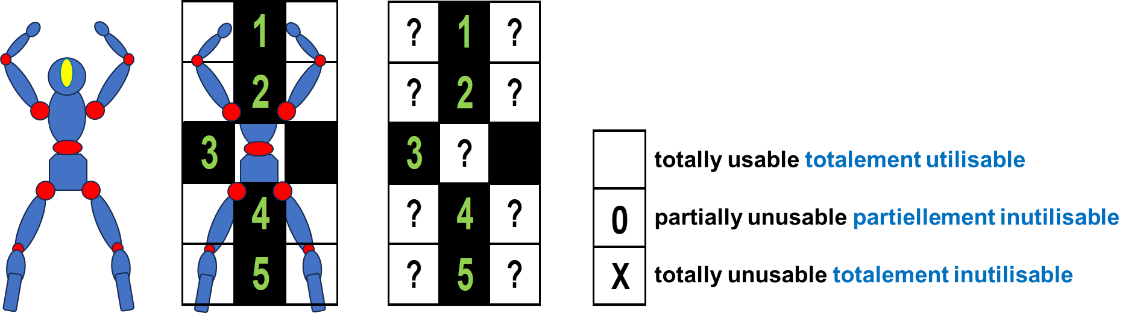 1
2
3
4
5
? 1 ?
? 2 ?
3 ?
? 4 ?
? 5 ?
totally usable totalement utilisable
0 partially unusable partiellement inutilisable
X totally unusable totalement inutilisable